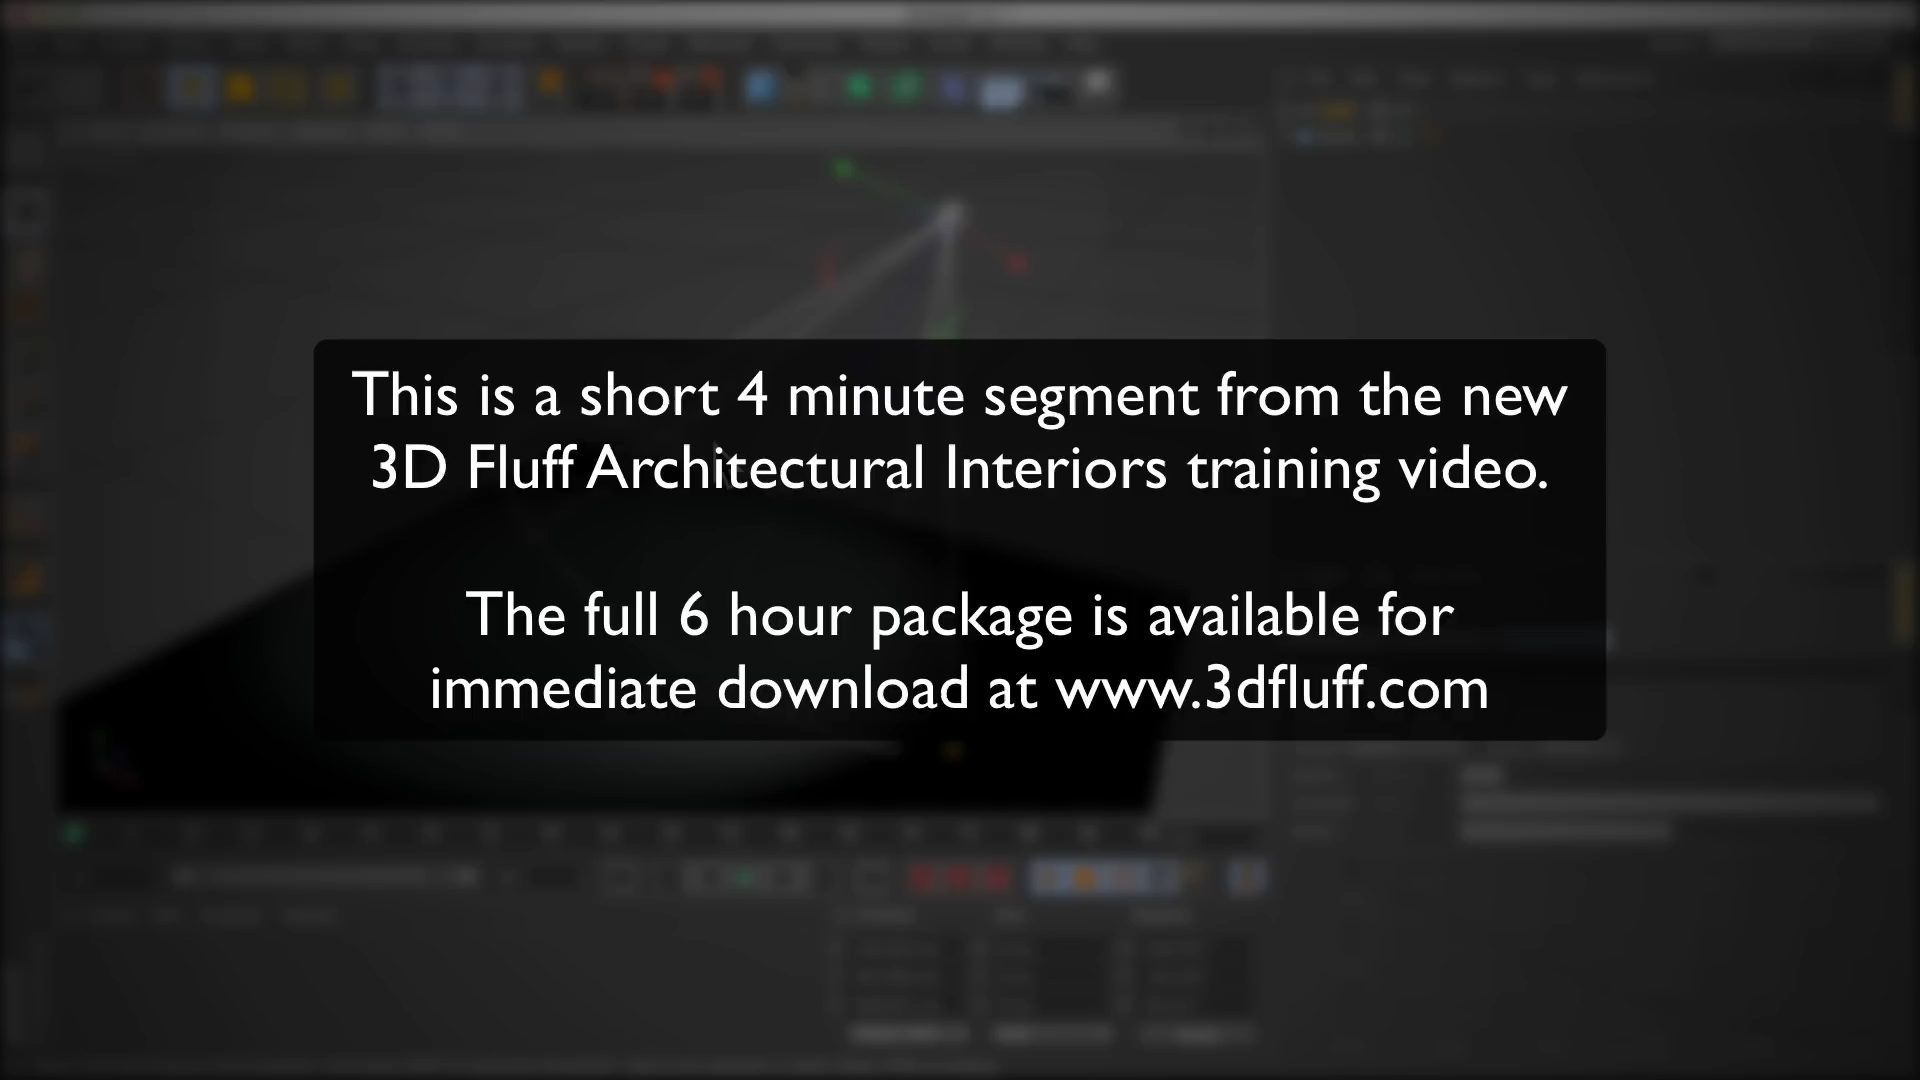 This is a short 4 minute segment from the new
3D Fluff Architectural Interiors training video.
The full 6 hour package is available for
immediate download at www.3dfluff.com